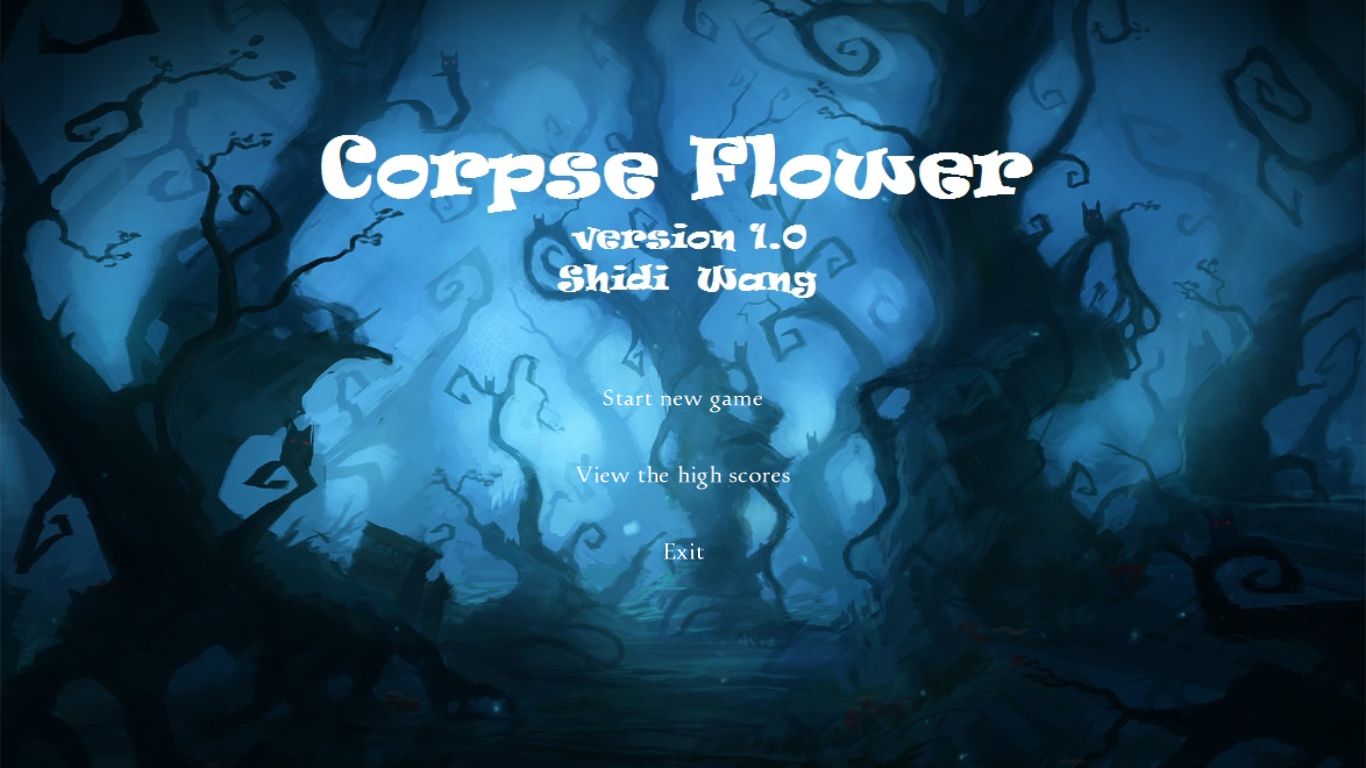 Corpse Flower
version 1.0
Shidi Wang
Start new game
View the high scores
Exit